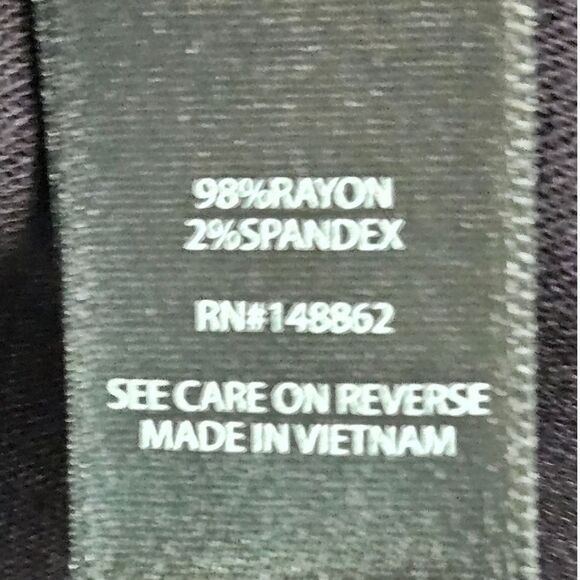 98%RAYON
2%SPANDEX
RN#148862
SEE CARE ON REVERSE
MADE IN VIETNAM